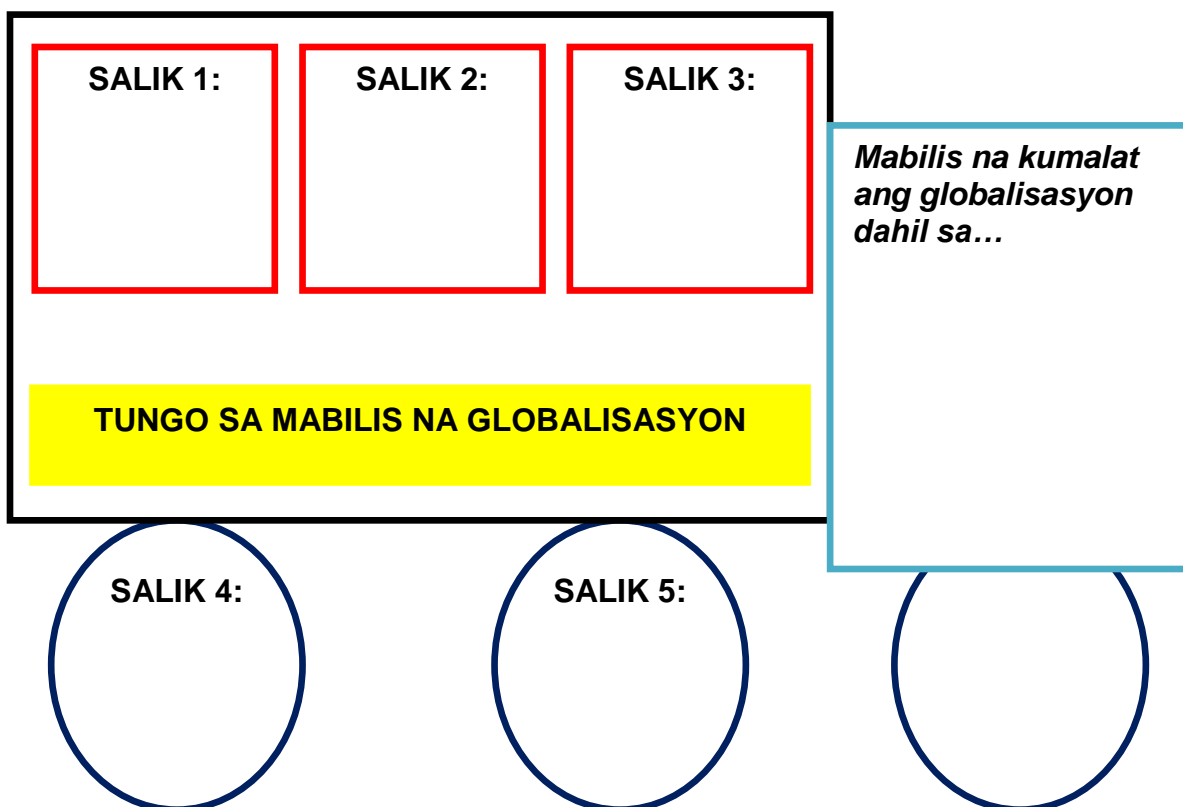 SALIK 1:
SALIK 2:
SALIK 3:
Mabilis na kumalat
ang globalisasyon
dahil sa…
TUNGO SA MABILIS NA GLOBALISASYON
SALIK 4:
SALIK 5: